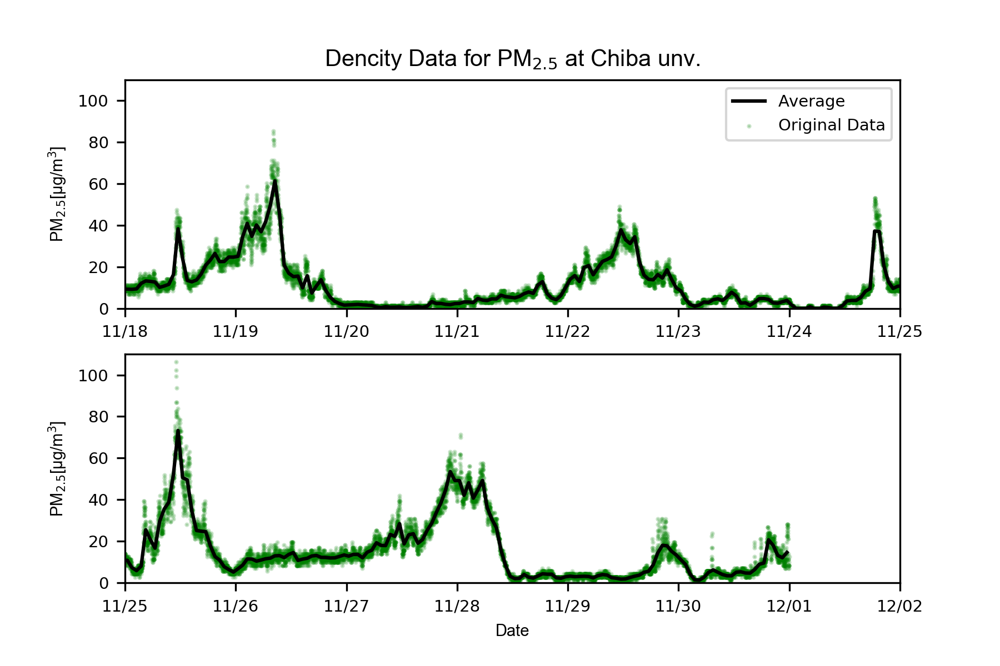 Dencity Data for PM2.5 at Chiba unv.
100
80
60
40
20
0
PM2.5[µg/m3]
Average
Original Data
11/18 11/19 11/20 11/21 11/22 11/23 11/24 11/25
100
80
60
40
20
0
PM2.5[µg/m3]
11/25 11/26 11/27 11/28 11/29 11/30 12/01 12/02
Date